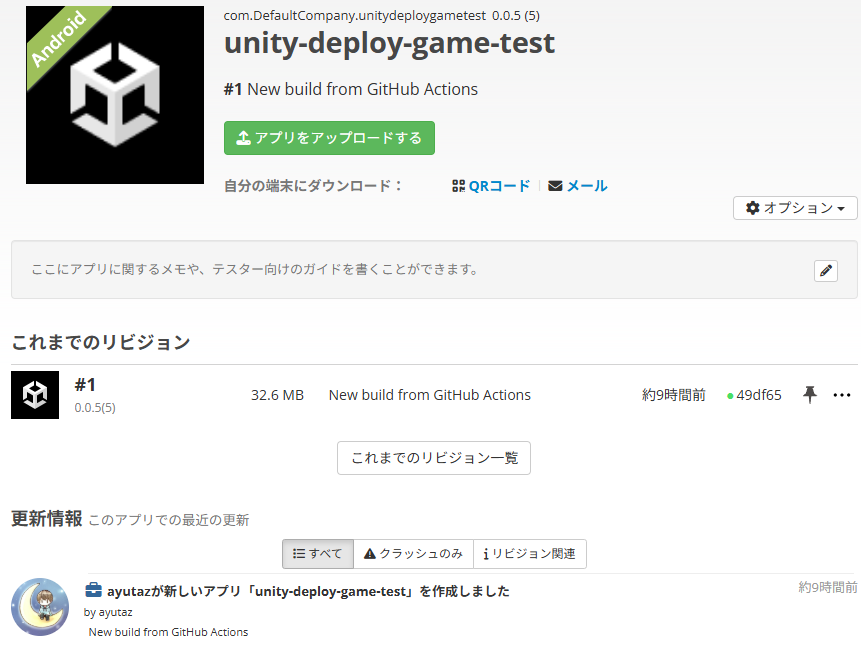 Android
com.DefaultCompany.unitydeploygametest 0.0.5 (5)
unity-deploy-game-test
#1 New build from GitHub Actions
アプリをアップロードする
自分の端末にダウンロード： QRコード メール
オプション
ここにアプリに関するメモや、テスター向けのガイドを書くことができます。
これまでのリビジョン
#1 32.6 MB New build from GitHub Actions 約9時間前 49df65
0.0.5(5)
これまでのリビジョン一覧
更新情報 このアプリでの最近の更新
すべて クラッシュのみ リビジョン関連
ayutazが新しいアプリ「unity-deploy-game-test」を作成しました 約9時間前
by ayutaz
New build from GitHub Actions